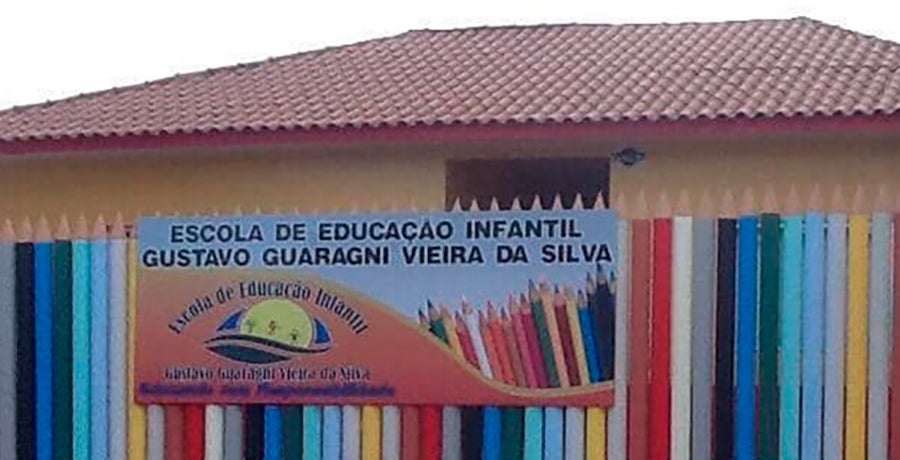 ESCOLA DE EDUCAÇÃO INFANTIL
GUSTAVO GUARAGNI VIEIRA DA SILVA
Escola de Educação Infantil
Gustavo Guaragni Vieira da Silva